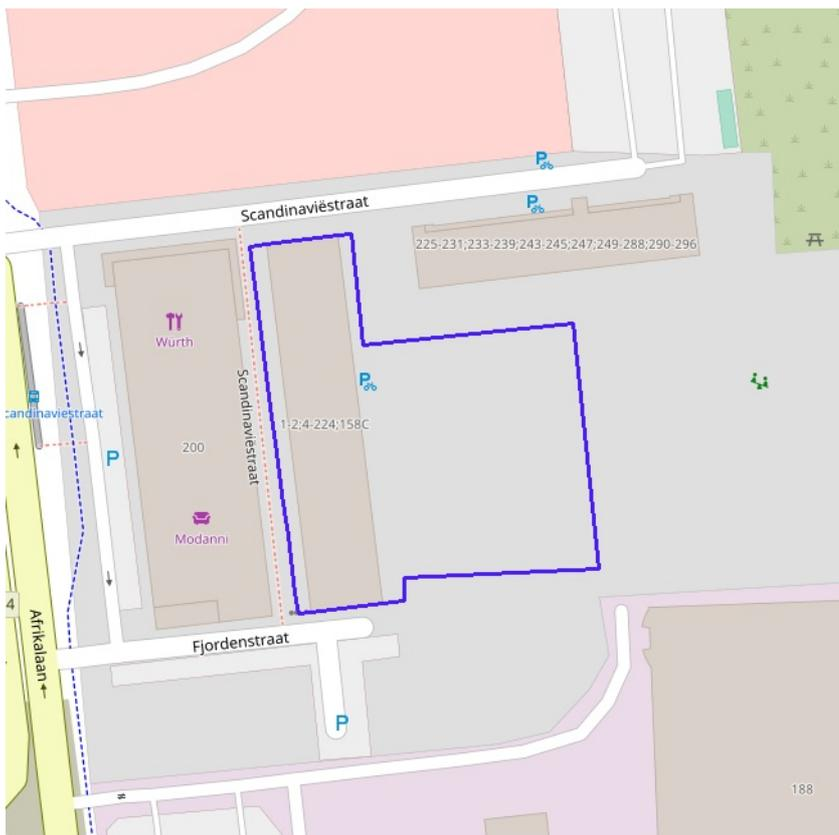 Scandinaviëstraat
225-231;233-239;243-245;247;249-288;290-296
Wurth
Scandinaviëstraat
candinaviestraat
1-2;4-224;158C
200
P
Modanni
4
Afrikalaan
Fjordenstraat
P
188
P
P
P